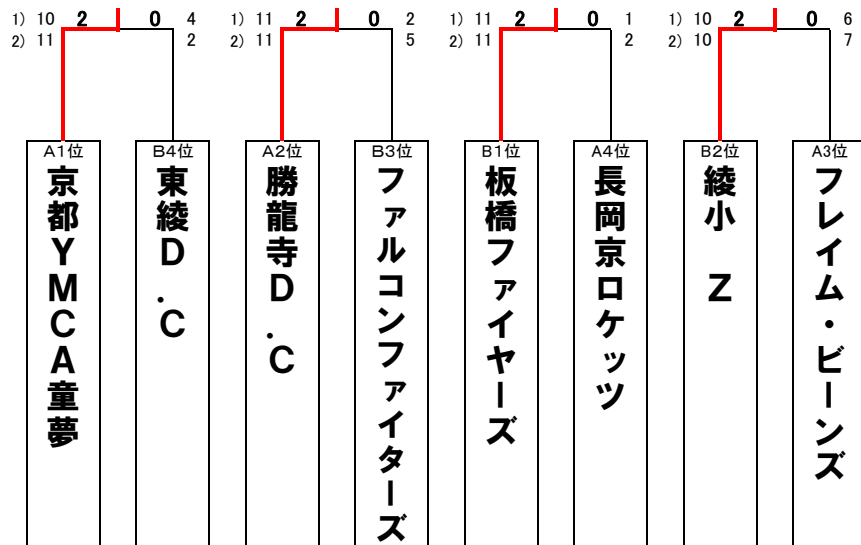 1) 10 2 0 4
2) 11 2
1) 11 2 0 2
2) 11 5
1) 11 2 0 1
2) 11 2
1) 10 2 0 6
2) 10 7
A1位
京都YMCA童夢
B4位
東綾D.C
A2位
勝龍寺D.C
B3位
ファルコンファイターズ
B1位
板橋ファイヤーズ
A4位
長岡京ロケッツ
B2位
綾小 Z
A3位
フレイム・ビーンズ